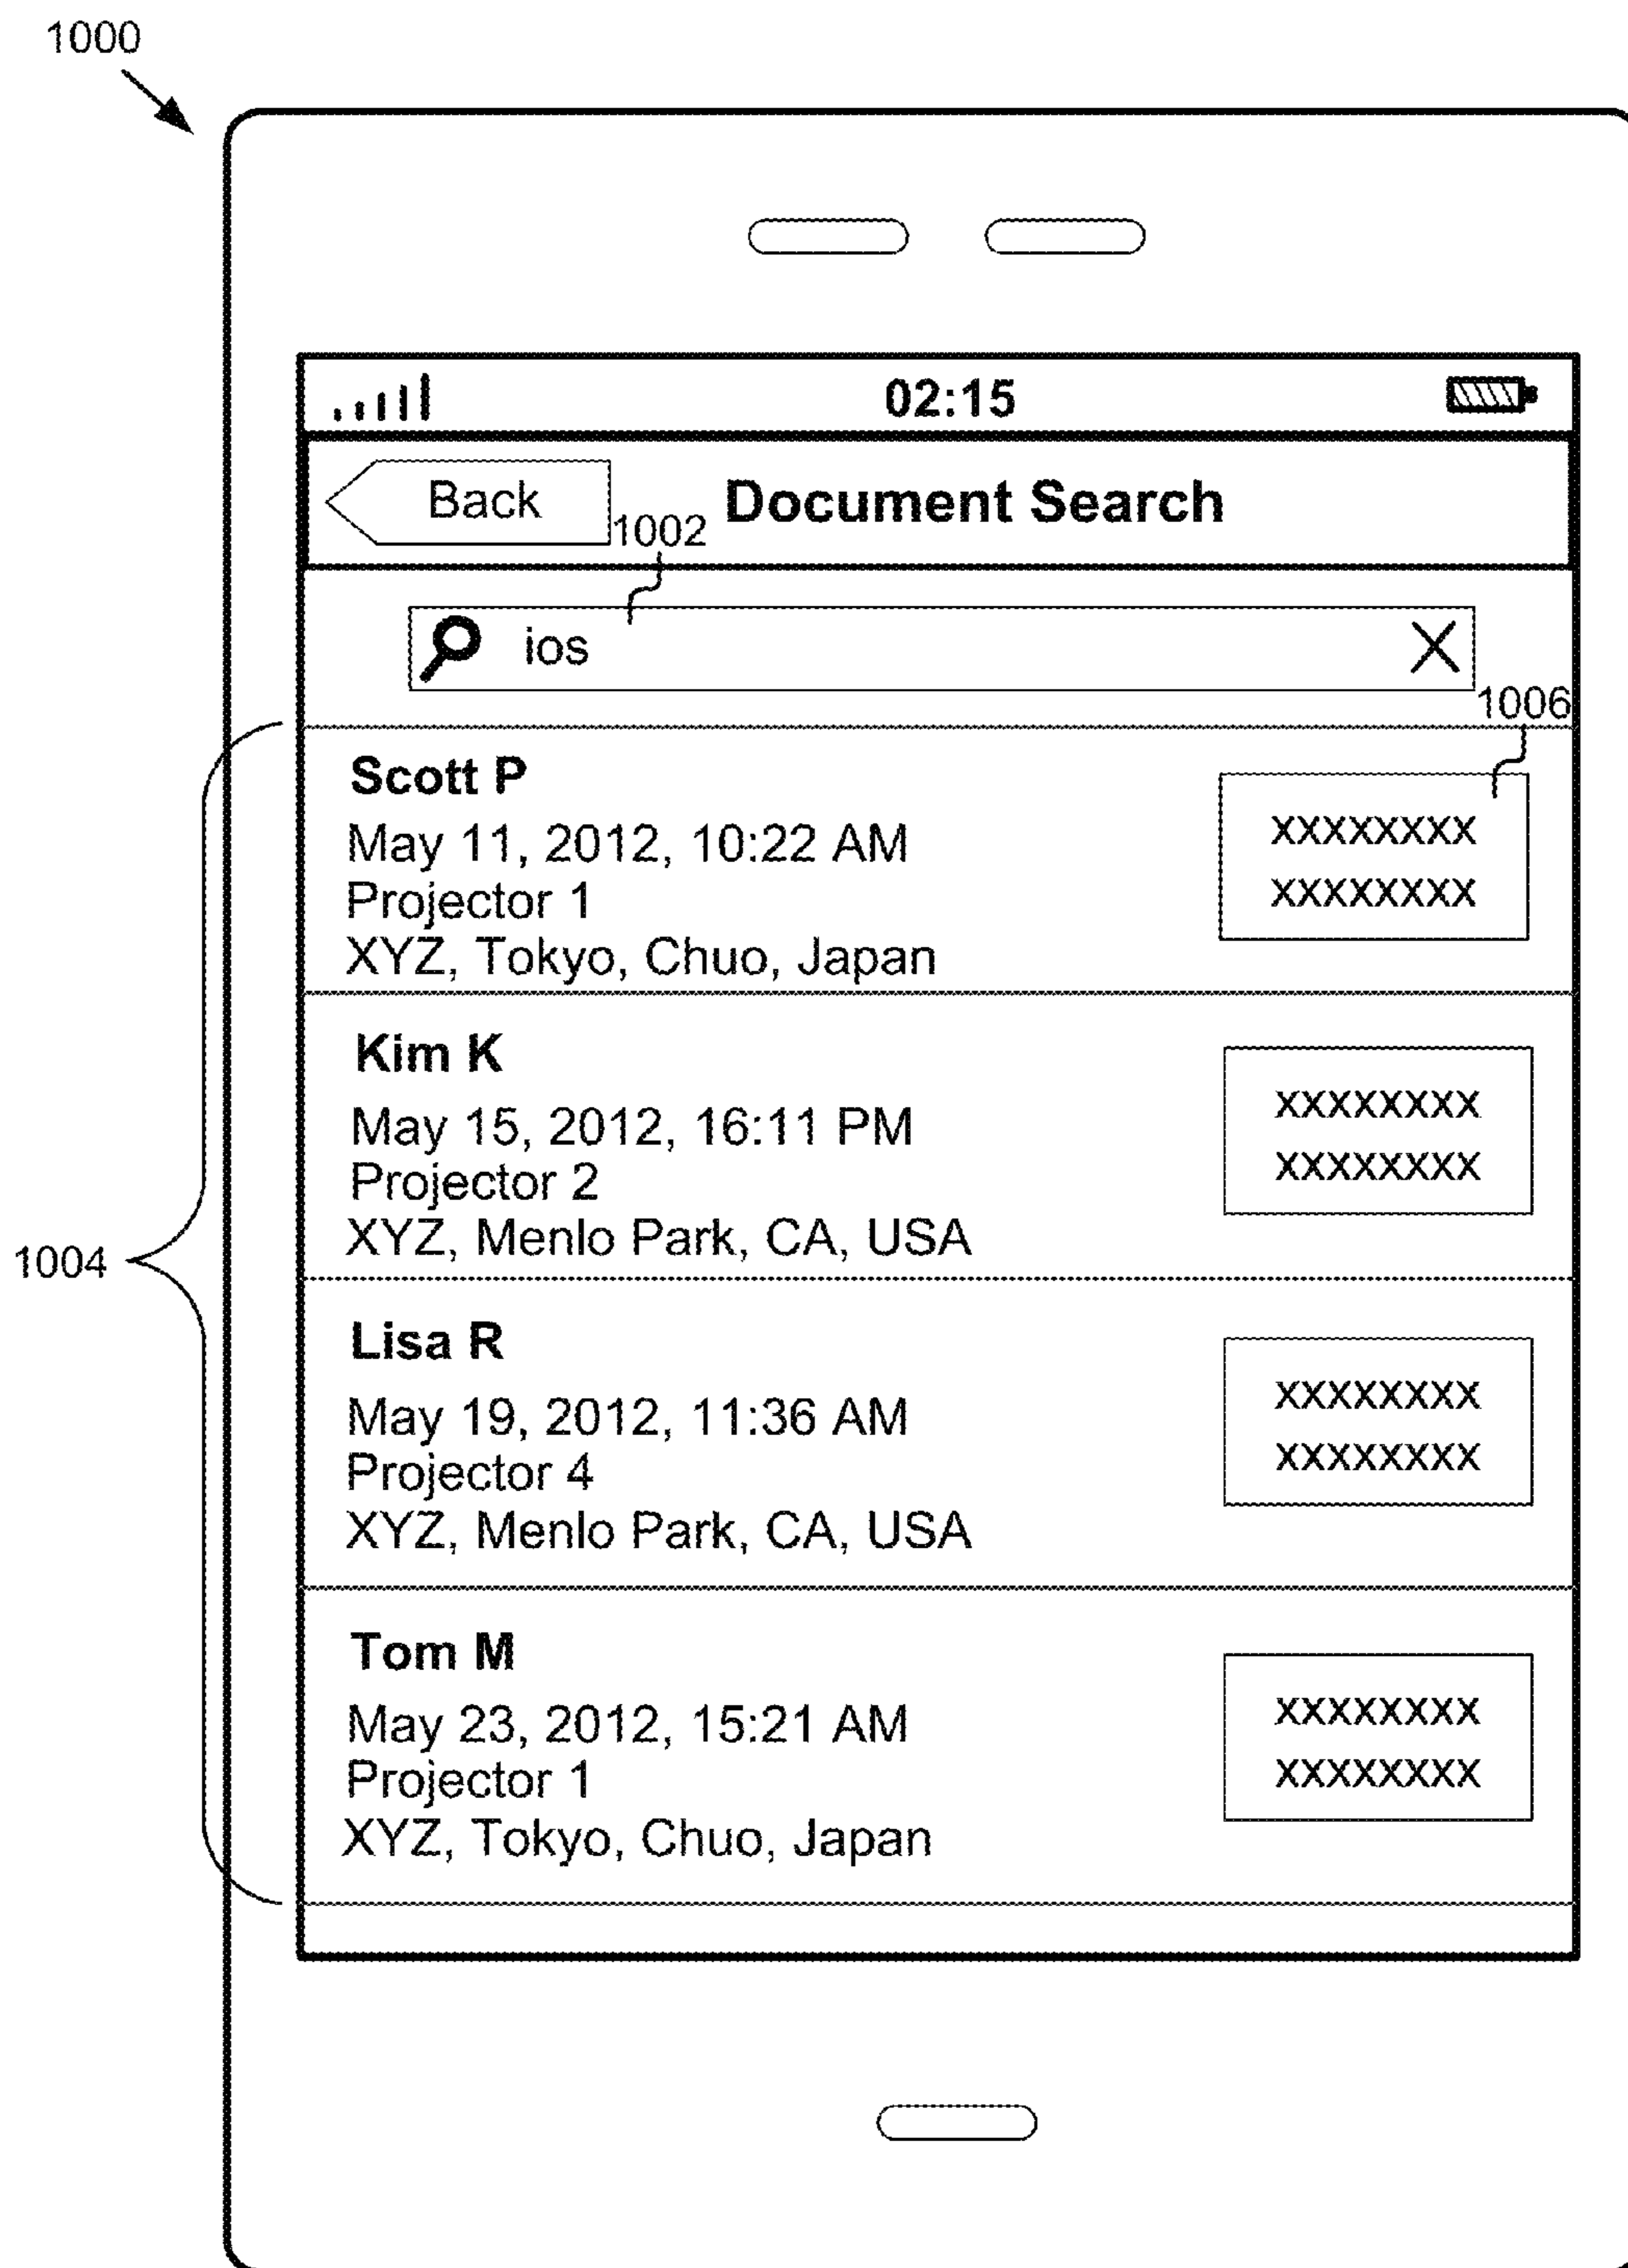 1000
02:15
Back
1002
Document Search
ios
1006
Scott P
May 11, 2012, 10:22 AM
Projector 1
XYZ, Tokyo, Chuo, Japan
XXXXXXXX
XXXXXXXX
Kim K
May 15, 2012, 16:11 PM
Projector 2
XYZ, Menlo Park, CA, USA
XXXXXXXX
XXXXXXXX
1004
Lisa R
May 19, 2012, 11:36 AM
Projector 4
XYZ, Menlo Park, CA, USA
XXXXXXXX
XXXXXXXX
Tom M
May 23, 2012, 15:21 AM
Projector 1
XYZ, Tokyo, Chuo, Japan
XXXXXXXX
XXXXXXXX